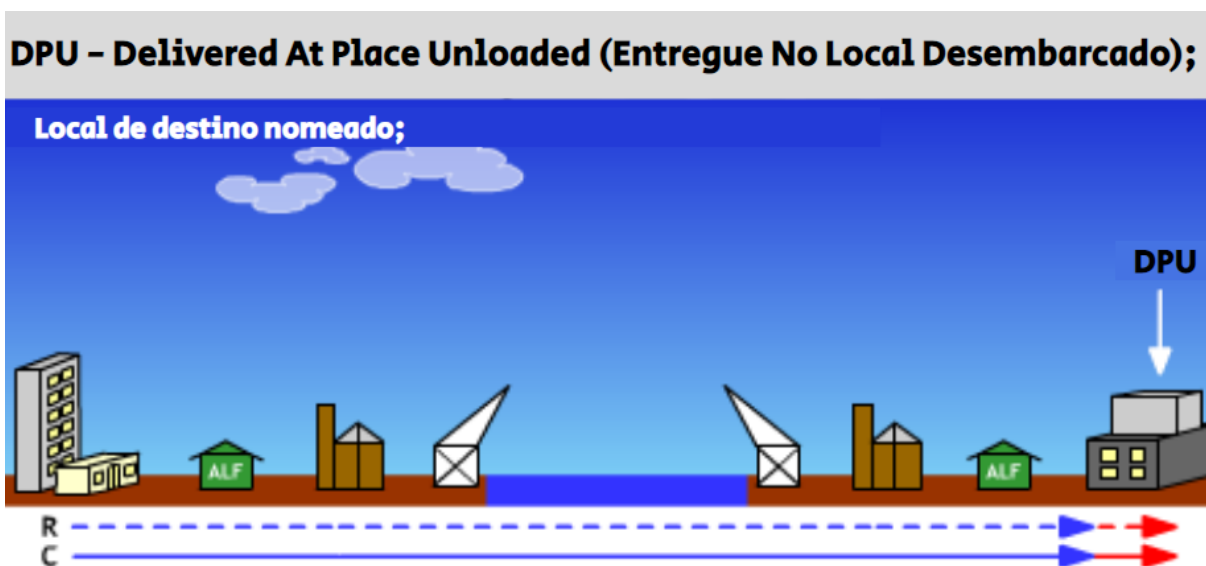 DPU – Delivered At Place Unloaded (Entregue No Local Desembarcado);
Local de destino nomeado;
DPU
ALF
ALF
R
C